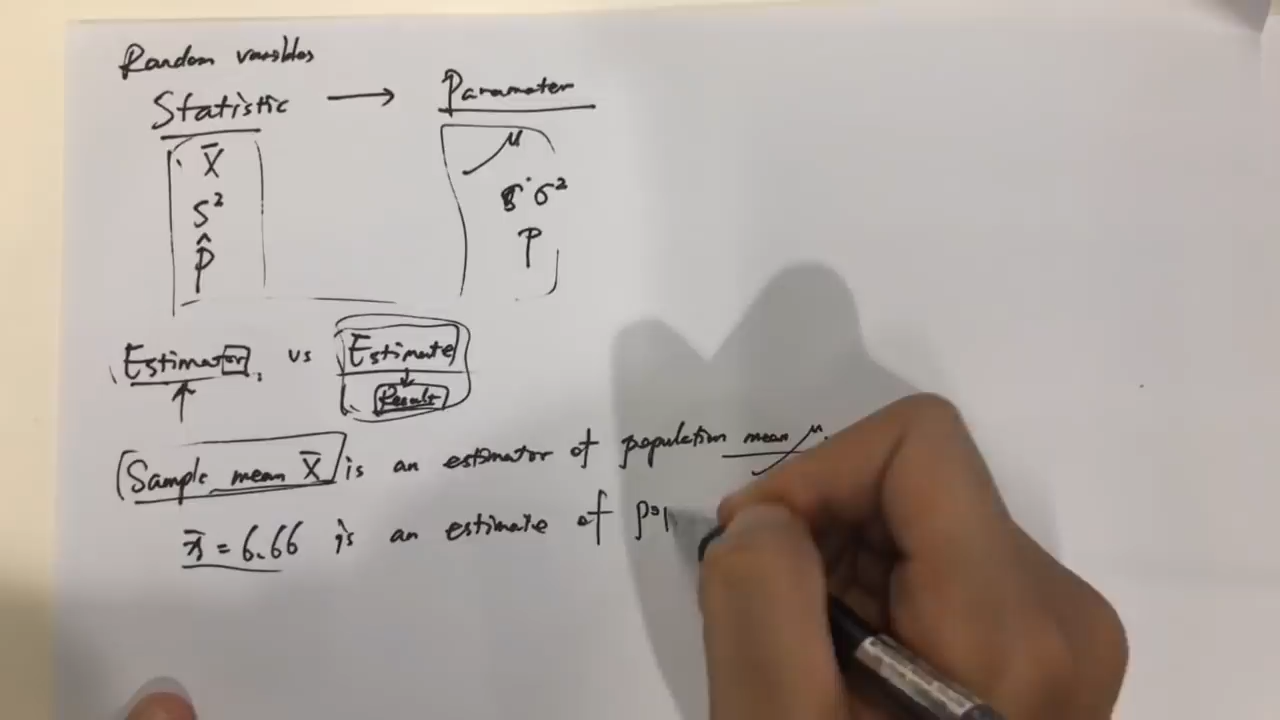 Random variables
Statistic → Parameter
X̄ μ
S² σ²
p̂ p
Estimator vs Estimate
Result
Sample mean X̄ is an estimator of population mean μ.
x̄ = 6.66 is an estimate of pop